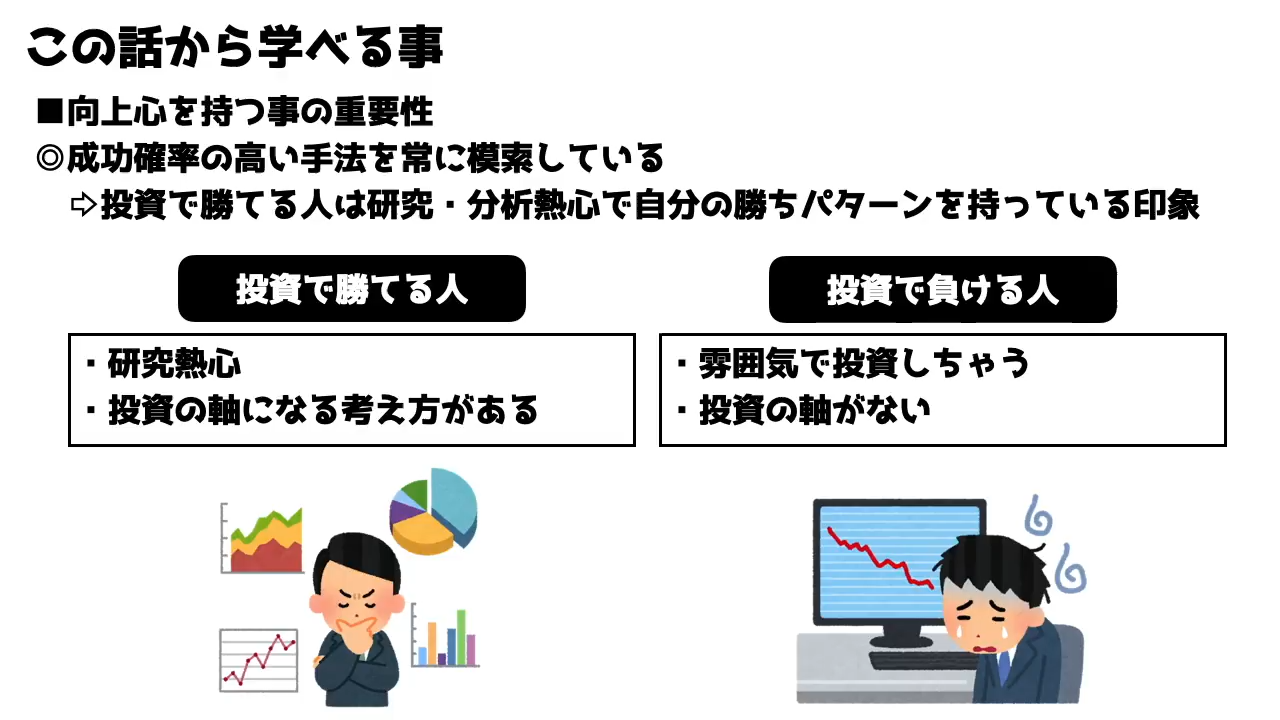 この話から学べる事
■向上心を持つ事の重要性
◎成功確率の高い手法を常に模索している
⇨投資で勝てる人は研究・分析熱心で自分の勝ちパターンを持っている印象
投資で勝てる人
・研究熱心
・投資の軸になる考え方がある
投資で負ける人
・雰囲気で投資しちゃう
・投資の軸がない